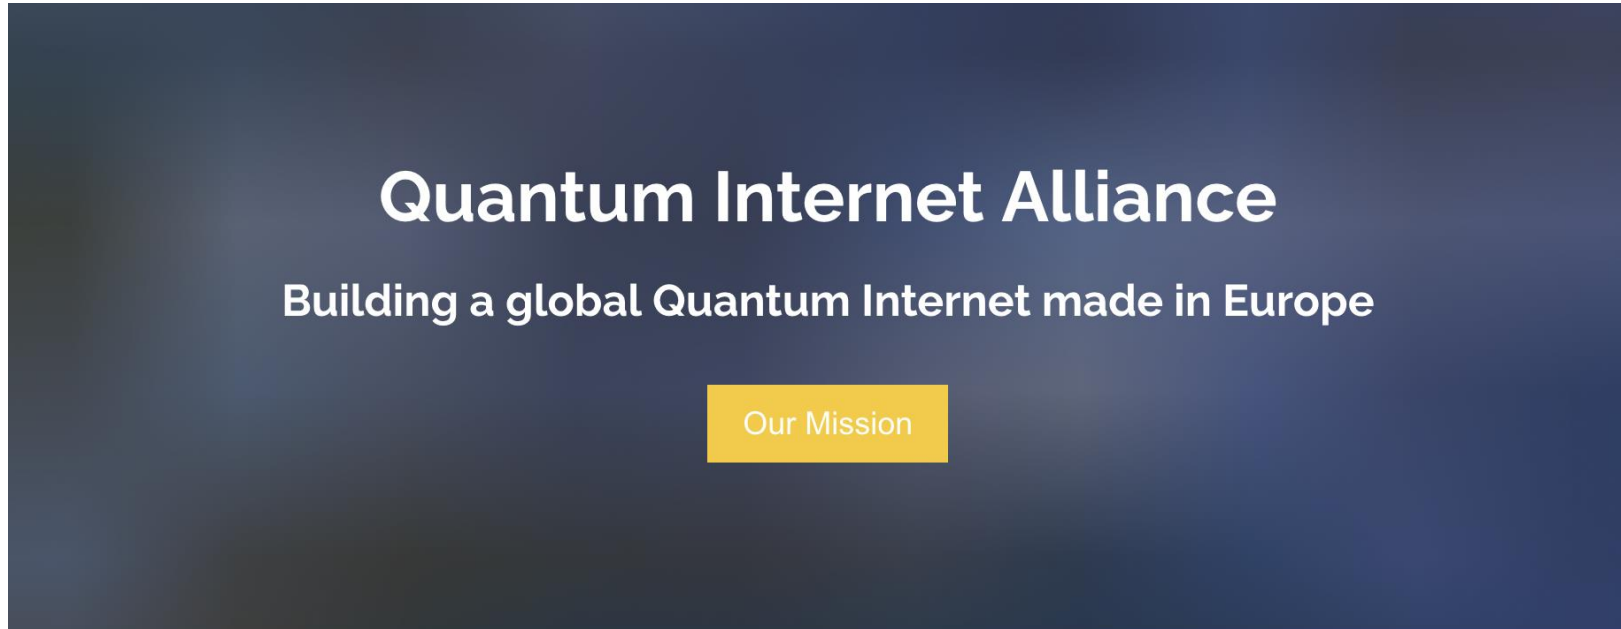 Quantum Internet Alliance
Building a global Quantum Internet made in Europe
Our Mission